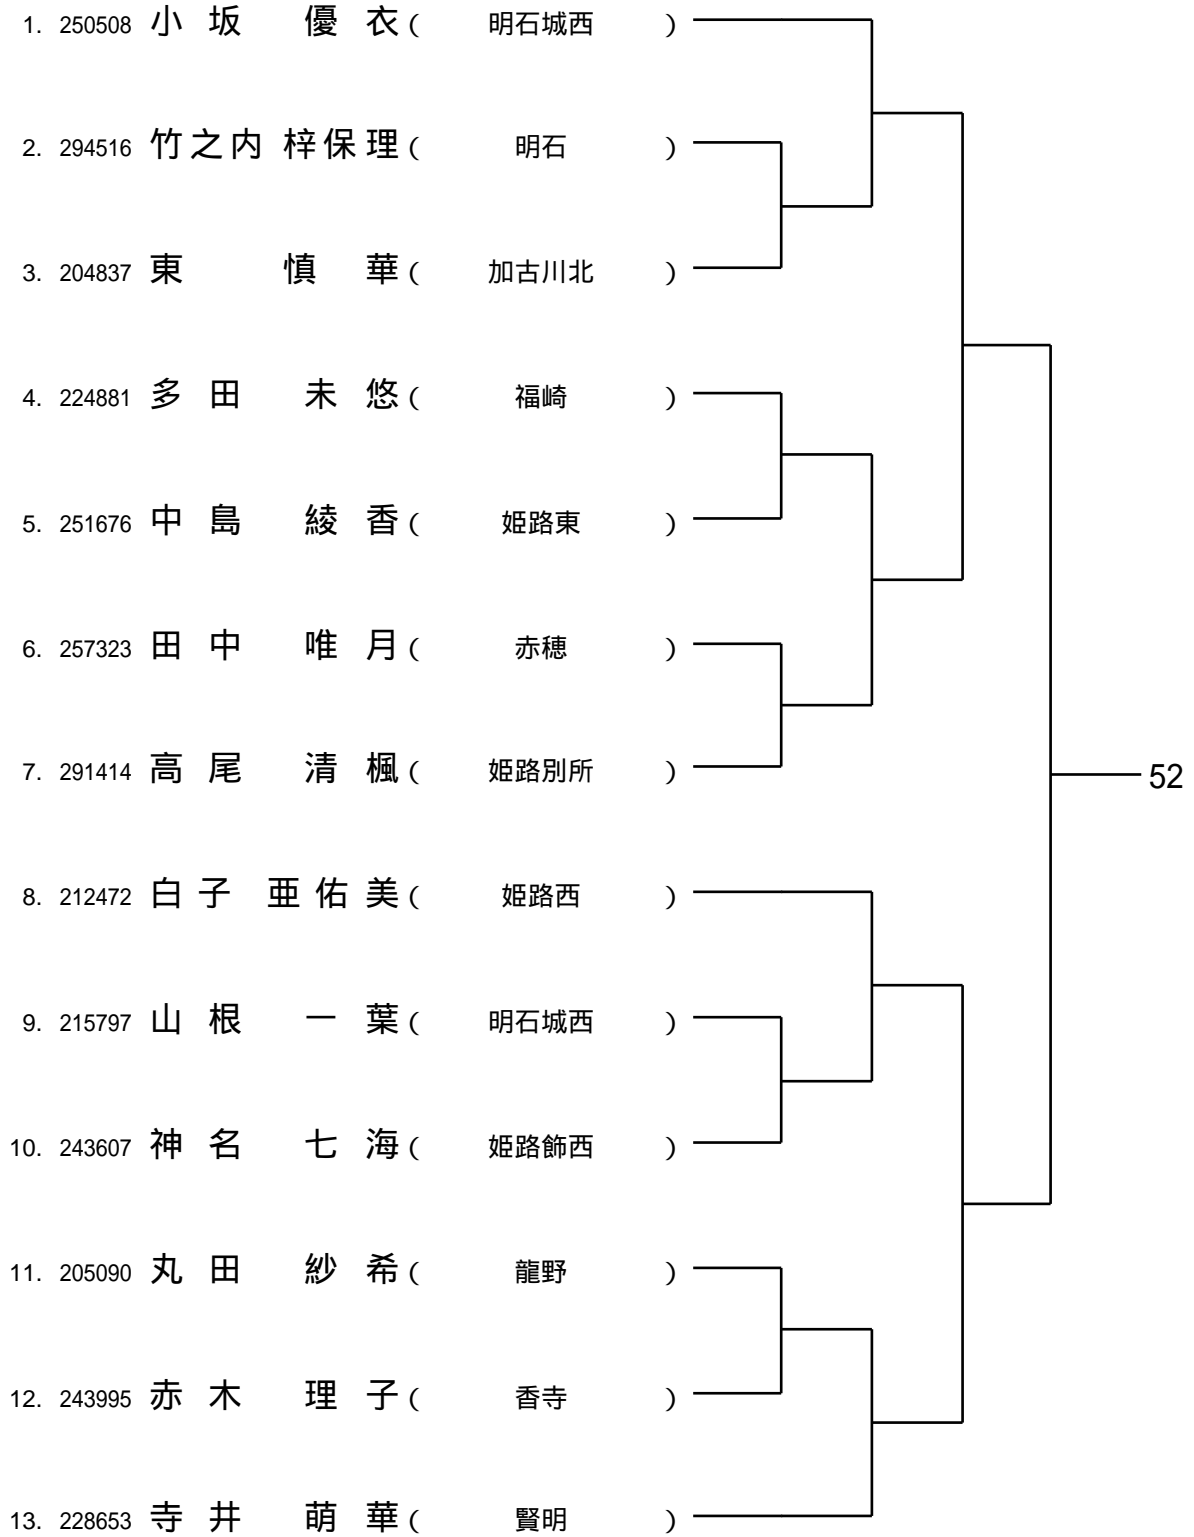 1. 250508 小坂 優衣 ( 明石城西 )
2. 294516 竹之内 梓保理 ( 明石 )
3. 204837 東 慎華 ( 加古川北 )
4. 224881 多田 未悠 ( 福崎 )
5. 251676 中島 綾香 ( 姫路東 )
6. 257323 田中 唯月 ( 赤穂 )
7. 291414 高尾 清楓 ( 姫路別所 )
52
8. 212472 白子 亜佑美 ( 姫路西 )
9. 215797 山根 一葉 ( 明石城西 )
10. 243607 神名 七海 ( 姫路飾西 )
11. 205090 丸田 紗希 ( 龍野 )
12. 243995 赤木 理子 ( 香寺 )
13. 228653 寺井 萌華 ( 賢明 )